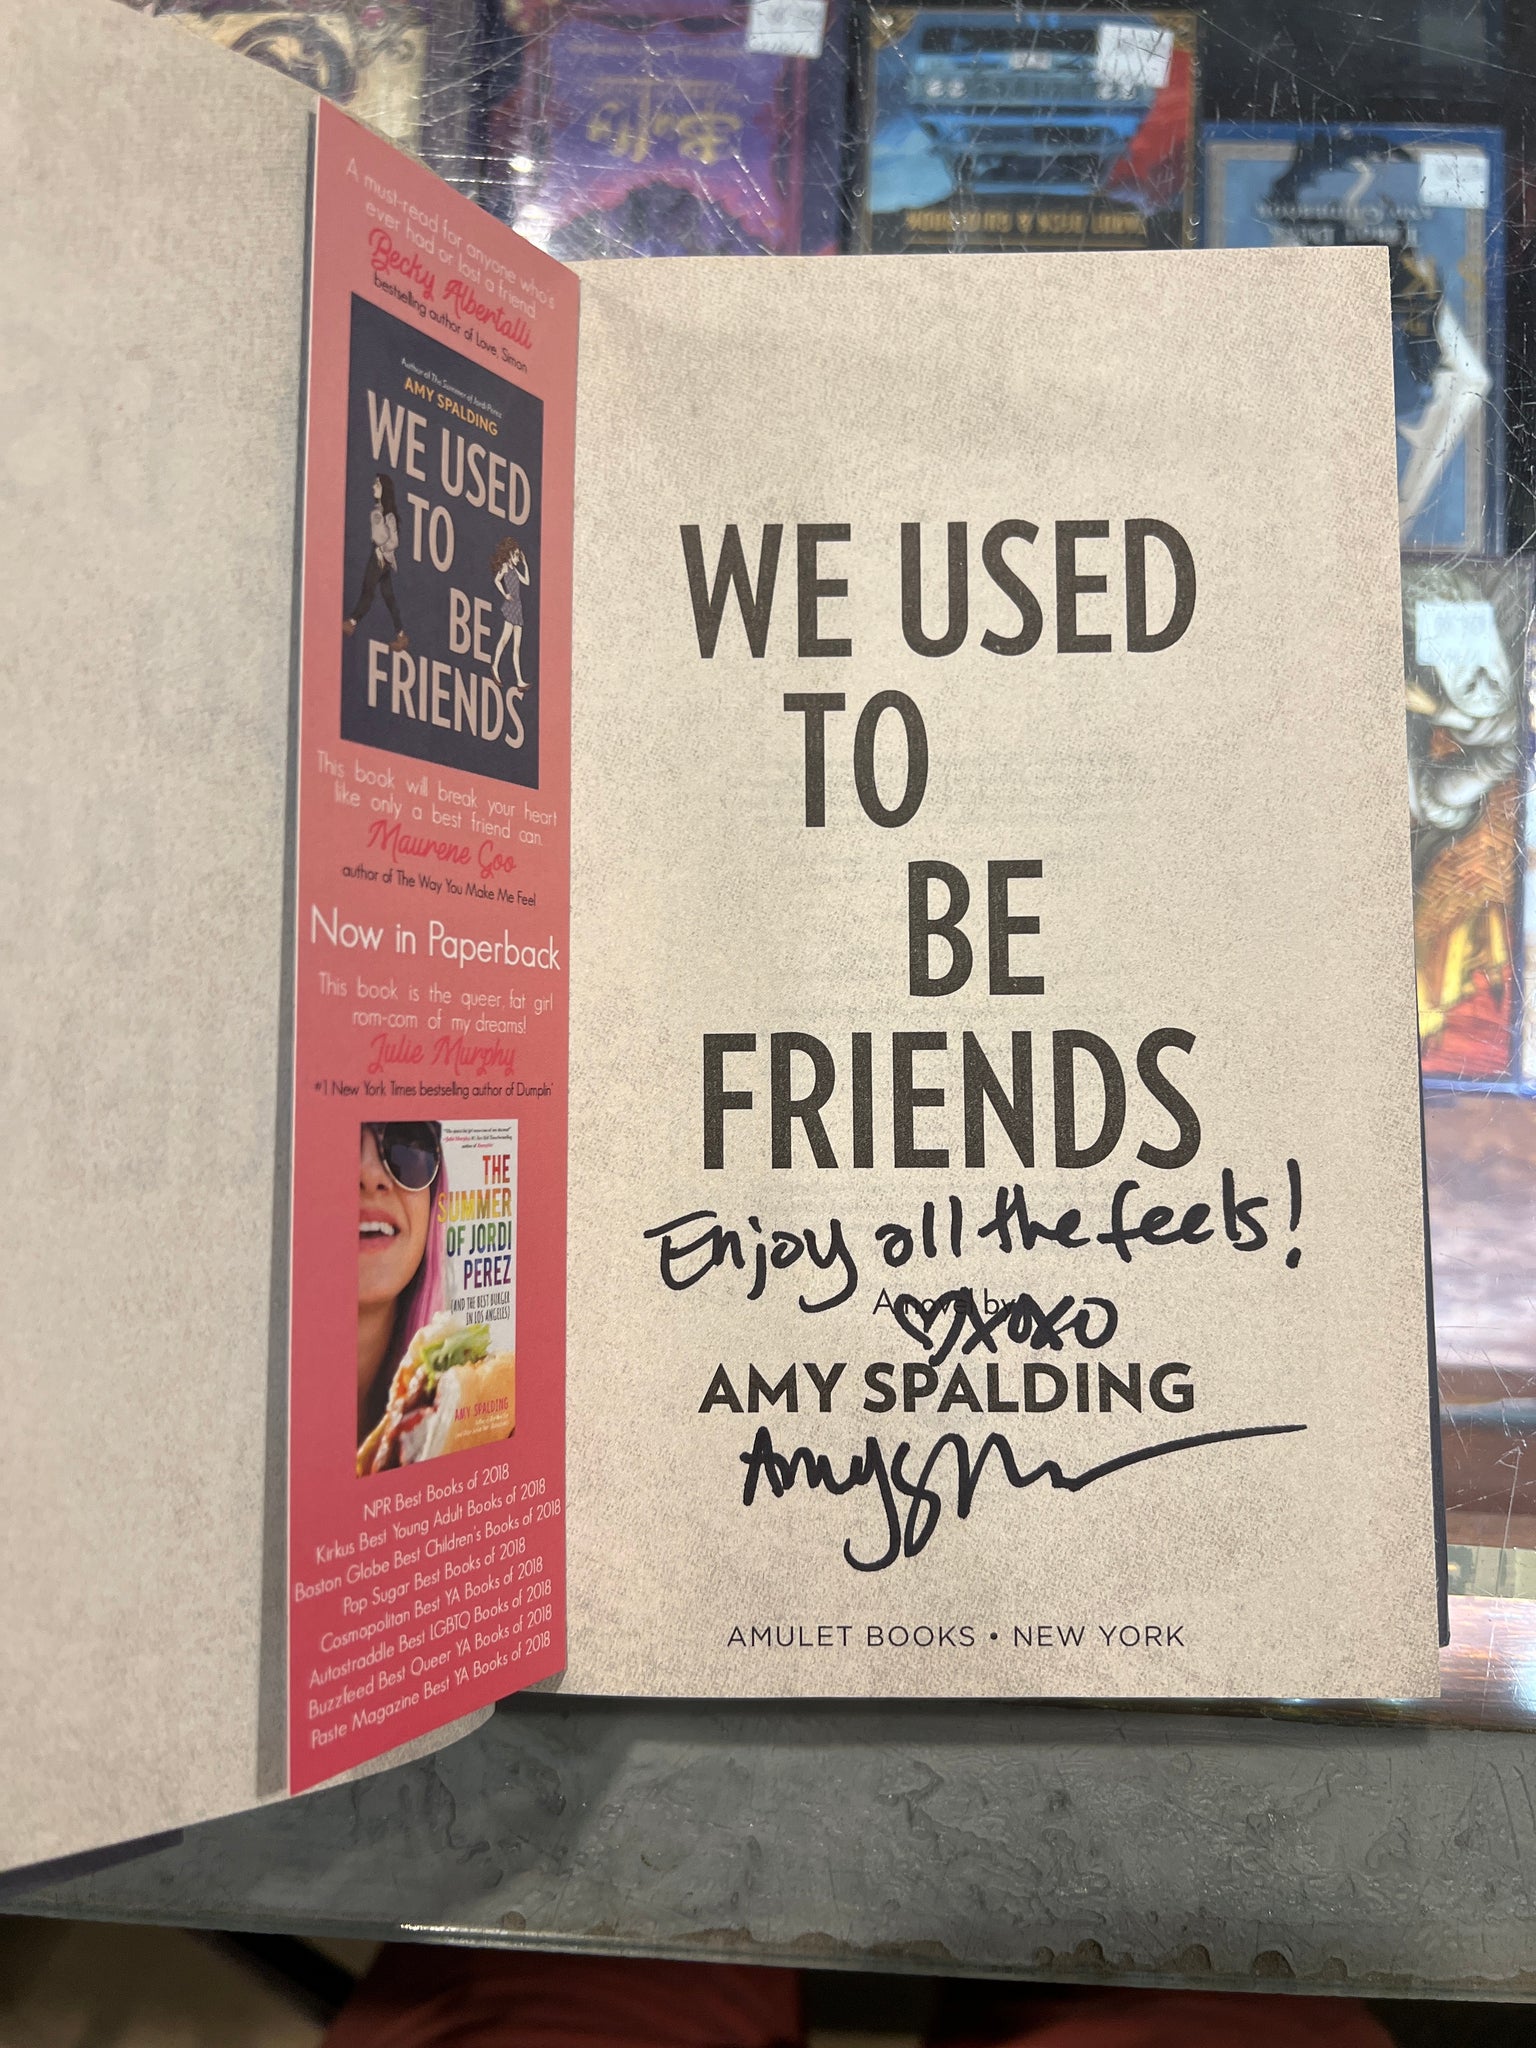 A must-read for anyone who's
ever had or lost a friend.
Becky Albertalli
bestselling author of Love, Simon
Author of The Summer of Jordi Perez
AMY SPALDING
WE USED
TO
BE
FRIENDS
This book will break your heart
like only a best friend can.
Maurene Goo
author of The Way You Make Me Feel
Now in Paperback
This book is the queer, fat girl
rom-com of my dreams!
Julie Murphy
#1 New York Times bestselling author of Dumplin'
THE
SUMMER
OF JORDI
PEREZ
(AND THE BEST BURGER
IN LOS ANGELES)
AMY SPALDING
NPR Best Books of 2018
Kirkus Best Young Adult Books of 2018
Boston Globe Best Children's Books of 2018
Pop Sugar Best Books of 2018
Cosmopolitan Best YA Books of 2018
Autostraddle Best LGBTQ Books of 2018
Buzzfeed Best Queer YA Books of 2018
Paste Magazine Best YA Books of 2018
WE USED
TO
BE
FRIENDS
Enjoy all the feels!
A novel by
xoxo
AMY SPALDING
Amy S
AMULET BOOKS • NEW YORK
TAROT DECK & GUIDEBOOK